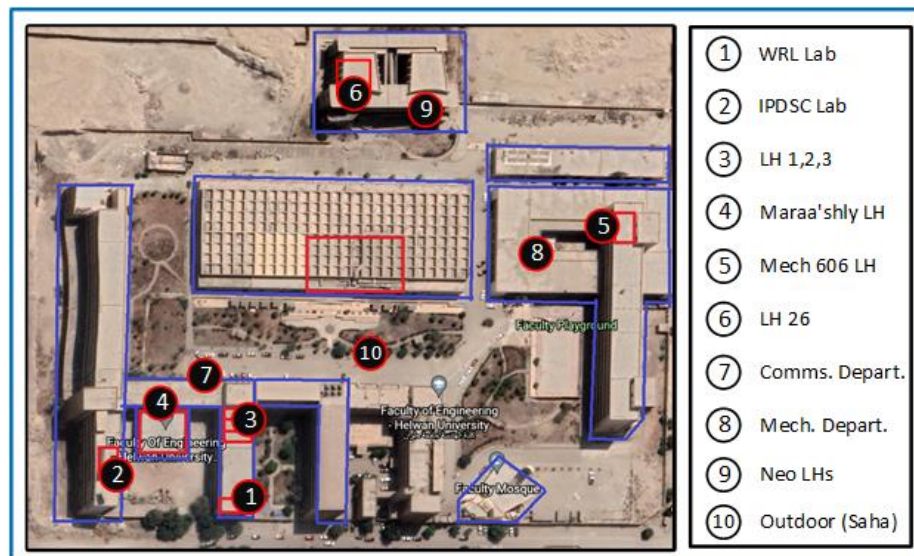 6
9
5
8
Faculty Playground
10
7
4
3
Faculty of Engineering
- Helwan University
Faculty Of Engineering
Helwan University
2
1
Faculty Mosque
1 WRL Lab
2 IPDSC Lab
3 LH 1,2,3
4 Maraa'shly LH
5 Mech 606 LH
6 LH 26
7 Comms. Depart.
8 Mech. Depart.
9 Neo LHs
10 Outdoor (Saha)